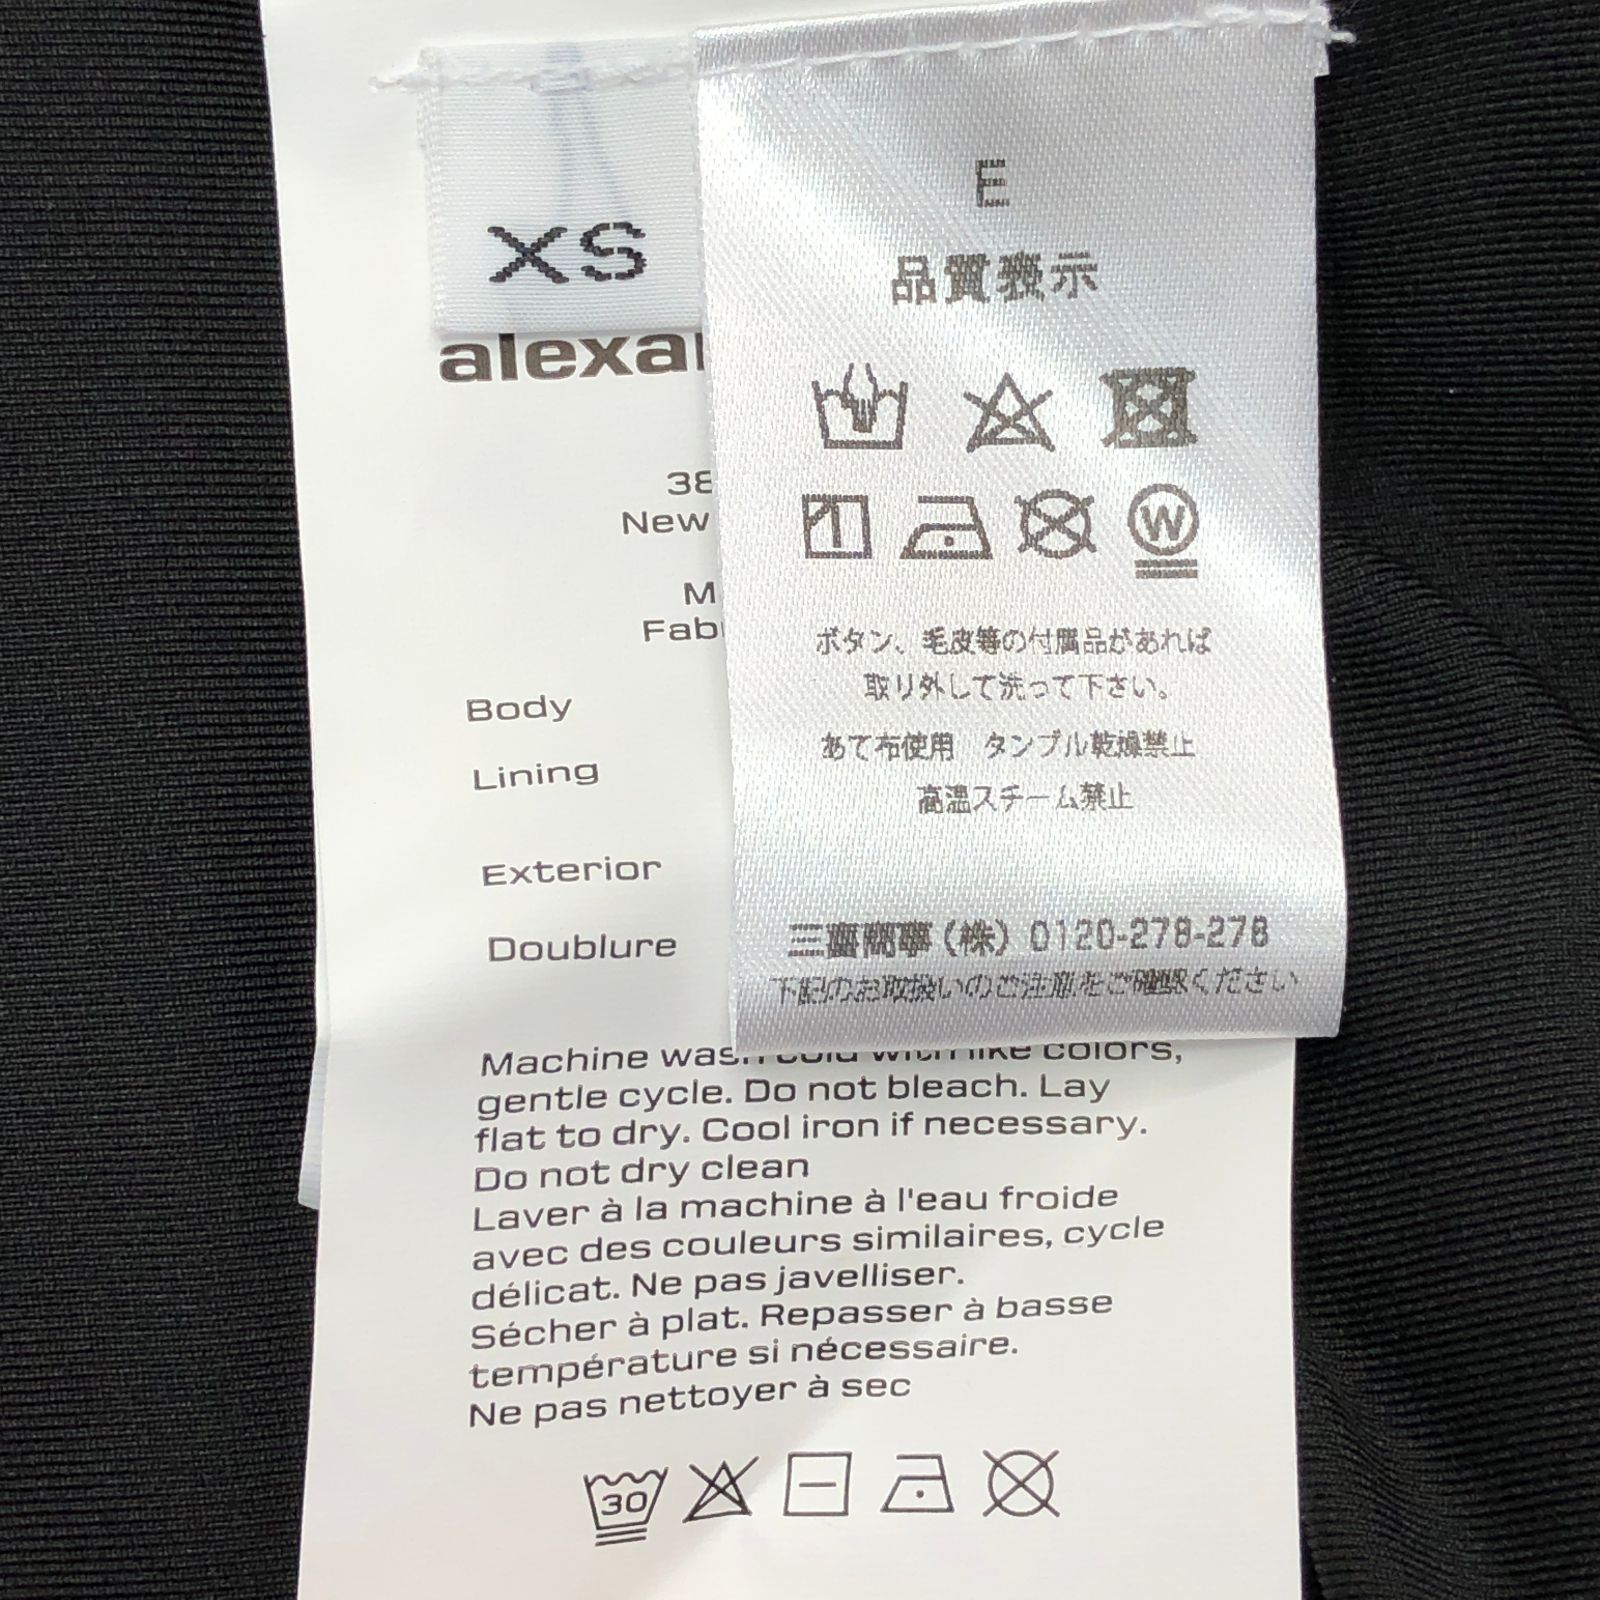 XS
alexa
38
New
M
Fab
Body
Lining
Exterior
Doublure
E
品質表示
W
ボタン、毛皮等の付属品があれば
取り外して洗って下さい。
あて布使用 タンブル乾燥禁止
高温スチーム禁止
三喜商事(株) 0120-278-278
下記のお取扱いのご注意をご確認ください
Machine wash cold with like colors,
gentle cycle. Do not bleach. Lay
flat to dry. Cool iron if necessary.
Do not dry clean
Laver à la machine à l'eau froide
avec des couleurs similaires, cycle
délicat. Ne pas javelliser.
Sécher à plat. Repasser à basse
température si nécessaire.
Ne pas nettoyer à sec
30